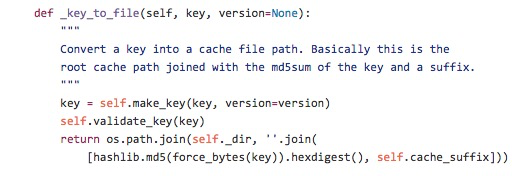 def _key_to_file(self, key, version=None):
"""
Convert a key into a cache file path. Basically this is the
root cache path joined with the md5sum of the key and a suffix.
"""
key = self.make_key(key, version=version)
self.validate_key(key)
return os.path.join(self._dir, ''.join(
[hashlib.md5(force_bytes(key)).hexdigest(), self.cache_suffix]))